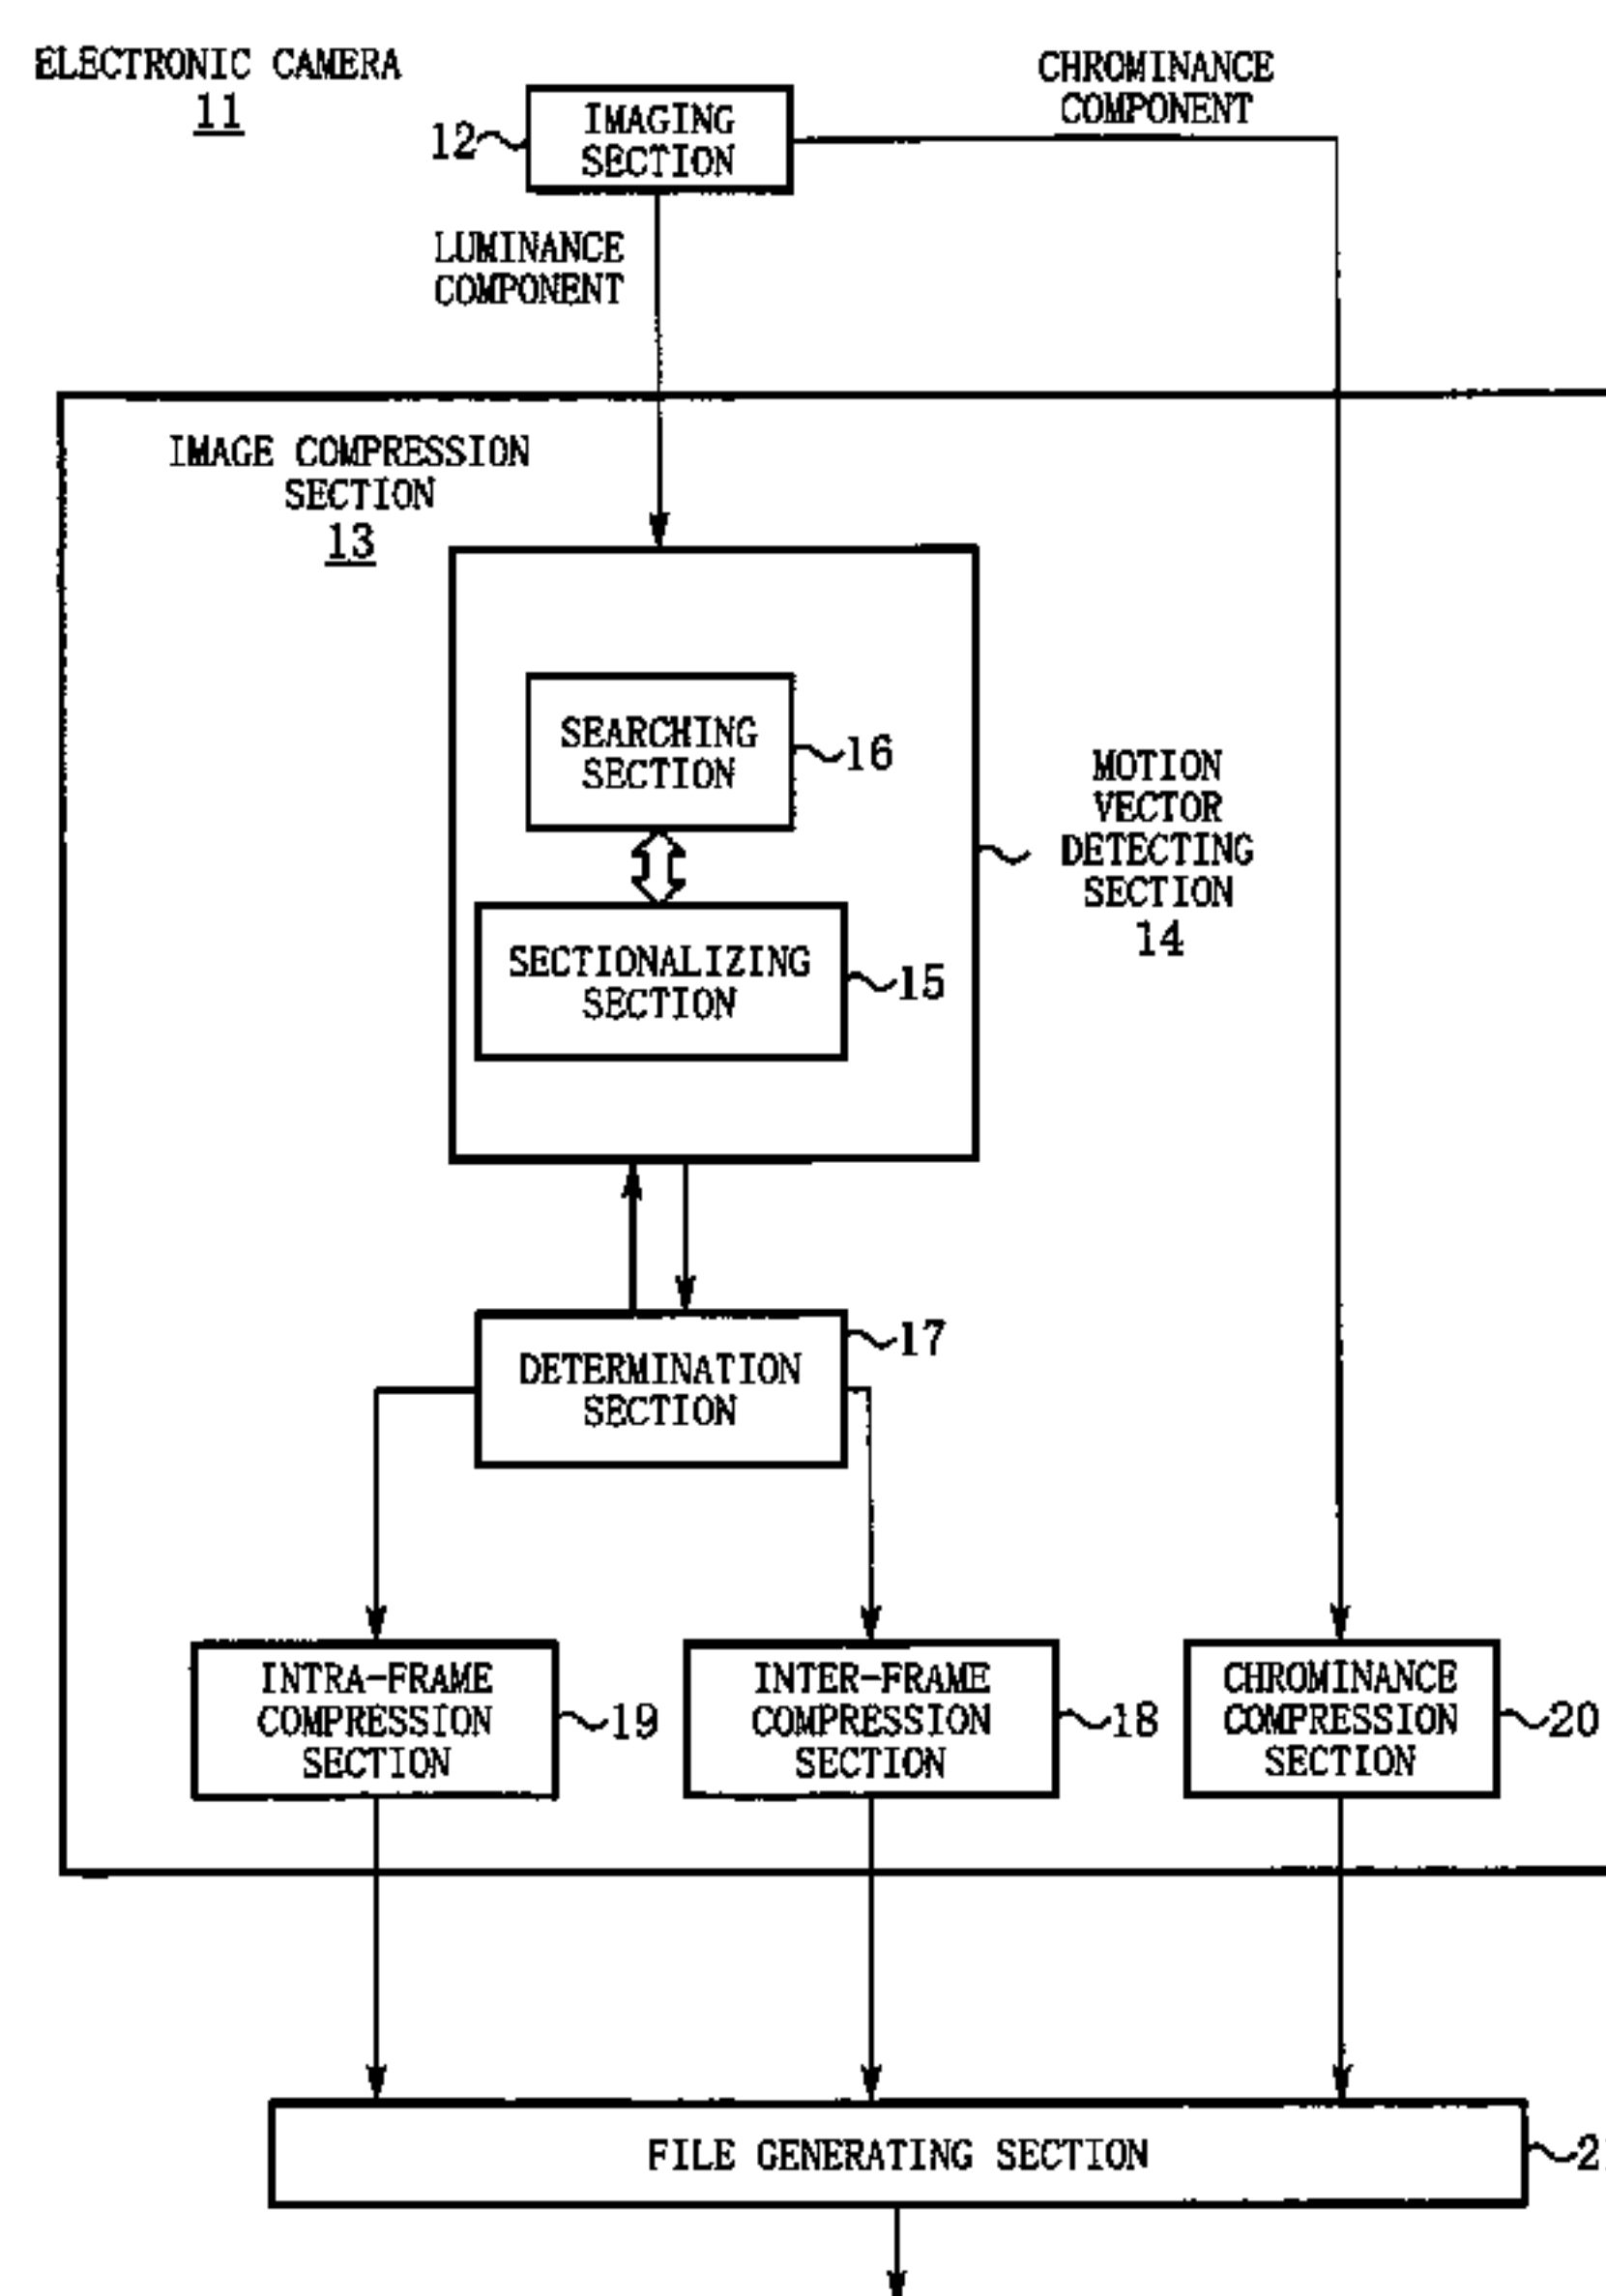 ELECTRONIC CAMERA
11
CHROMINANCE
COMPONENT
12
IMAGING
SECTION
LUMINANCE
COMPONENT
IMAGE COMPRESSION
SECTION
13
SEARCHING
SECTION
16
MOTION
VECTOR
DETECTING
SECTION
14
SECTIONALIZING
SECTION
15
DETERMINATION
SECTION
17
INTRA-FRAME
COMPRESSION
SECTION
19
INTER-FRAME
COMPRESSION
SECTION
18
CHROMINANCE
COMPRESSION
SECTION
20
FILE GENERATING SECTION